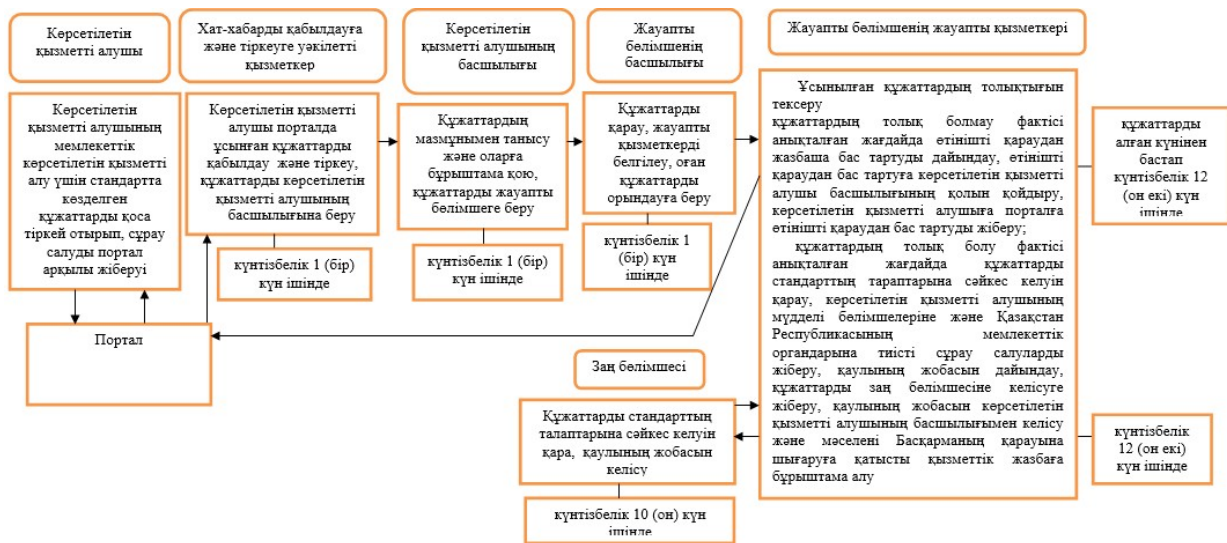 Көрсетілетін
қызметті алушы
Хат-хабарды қабылдауға
және тіркеуге уәкілетті
қызметкер
Көрсетілетін
қызметті алушының
басшылығы
Жауапты
бөлімшенің
басшылығы
Жауапты бөлімшенің жауапты қызметкері
Көрсетілетін
қызметті алушының
мемлекеттік
көрсетілетін қызметті
алу үшін стандартта
көзделген
құжаттарды қоса
тіркей отырып, сұрау
салуды портал
арқылы жіберуі
Көрсетілетін қызметті
алушы порталда
ұсынған құжаттарды
қабылдау және тіркеу,
құжаттарды көрсетілетін
қызметті алушының
басшылығына беру
күнтізбелік 1 (бір)
күн ішінде
Құжаттардың
мазмұнымен танысу
және оларға
бұрыштама қою,
құжаттарды жауапты
бөлімшеге беру
күнтізбелік 1 (бір)
күн ішінде
Құжаттарды
қарау, жауапты
қызметкерді
белгілеу, оған
құжаттарды
орындауға беру
күнтізбелік 1
(бір) күн
ішінде
Ұсынылған құжаттардың толықтығын
тексеру
құжаттардың толық болмау фактісі
анықталған жағдайда өтінішті қараудан
жазбаша бас тартуды дайындау, өтінішті
қараудан бас тартуға көрсетілетін қызметті
алушы басшылығының қолын қойдыру,
көрсетілетін қызметті алушыға порталға
өтінішті қараудан бас тартуды жіберу;
құжаттардың толық болу фактісі
анықталған жағдайда құжаттарды
стандарттың тараптарына сәйкес келуін
қарау, көрсетілетін қызметті алушының
мүдделі бөлімшелеріне және Қазақстан
Республикасының мемлекеттік
органдарына тиісті сұрау салуларды
жіберу, қаулының жобасын дайындау,
құжаттарды заң бөлімшесіне келісуге
жіберу, қаулының жобасын көрсетілетін
қызметті алушының басшылығымен келісу
және мәселені Басқарманың қарауына
шығаруға қатысты қызметтік жазбаға
бұрыштама алу
құжаттарды
алған күнінен
бастап
күнтізбелік 12
(он екі) күн
ішінде
Портал
Заң бөлімшесі
Құжаттарды стандарттың
талаптарына сәйкес келуін
қара, қаулының жобасын
келісу
күнтізбелік 10 (он) күн
ішінде
күнтізбелік
12 (он екі)
күн ішінде